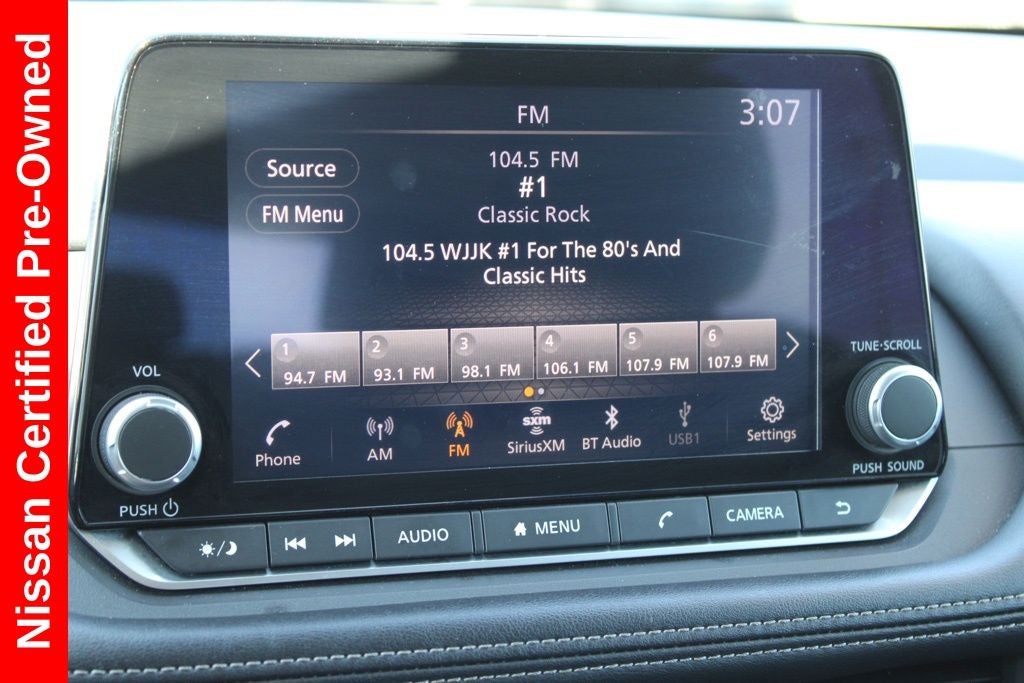 Nissan Certified Pre-Owned
FM
3:07
Source
FM Menu
104.5 FM
#1
Classic Rock
104.5 WJJK #1 For The 80's And
Classic Hits
1
94.7 FM
2
93.1 FM
3
98.1 FM
4
106.1 FM
5
107.9 FM
6
107.9 FM
Phone
AM
FM
sxm
SiriusXM
BT Audio
USB1
Settings
VOL
PUSH
TUNE·SCROLL
PUSH SOUND
AUDIO
MENU
CAMERA